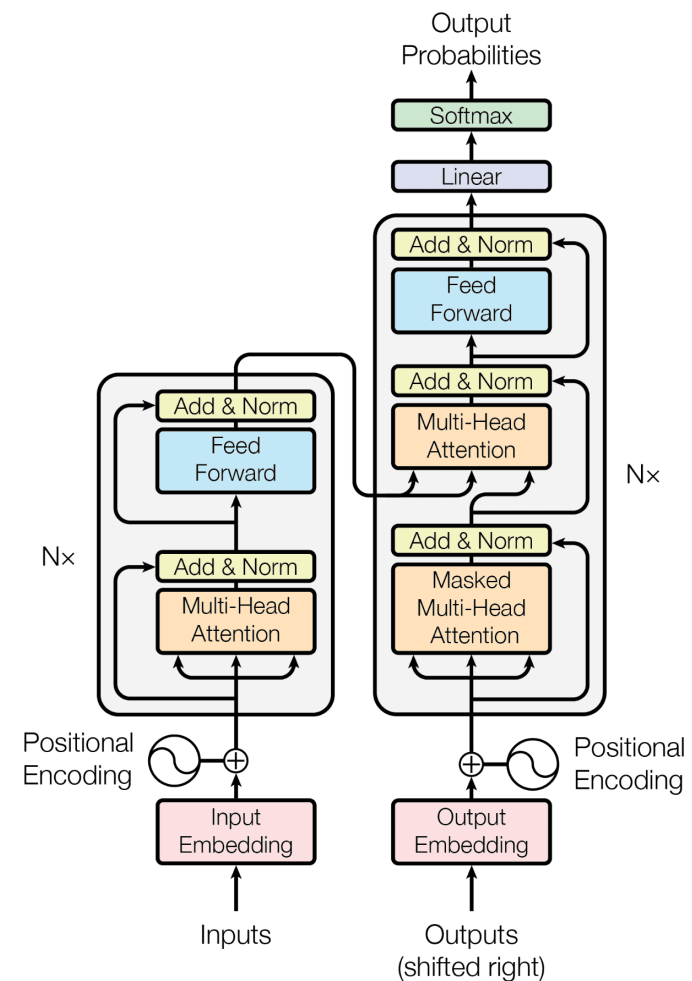 Output
Probabilities
Softmax
Linear
Add & Norm
Feed
Forward
Add & Norm
Multi-Head
Attention
Add & Norm
Masked
Multi-Head
Attention
N×
Add & Norm
Feed
Forward
Add & Norm
Multi-Head
Attention
N×
Positional
Encoding
Positional
Encoding
Input
Embedding
Output
Embedding
Inputs
Outputs
(shifted right)